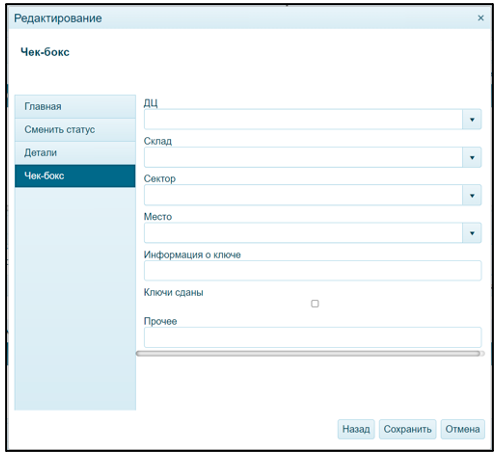 Редактирование
Чек-бокс
Главная
Сменить статус
Детали
Чек-бокс
ДЦ
Склад
Сектор
Место
Информация о ключе
Ключи сданы
Прочее
Назад Сохранить Отмена